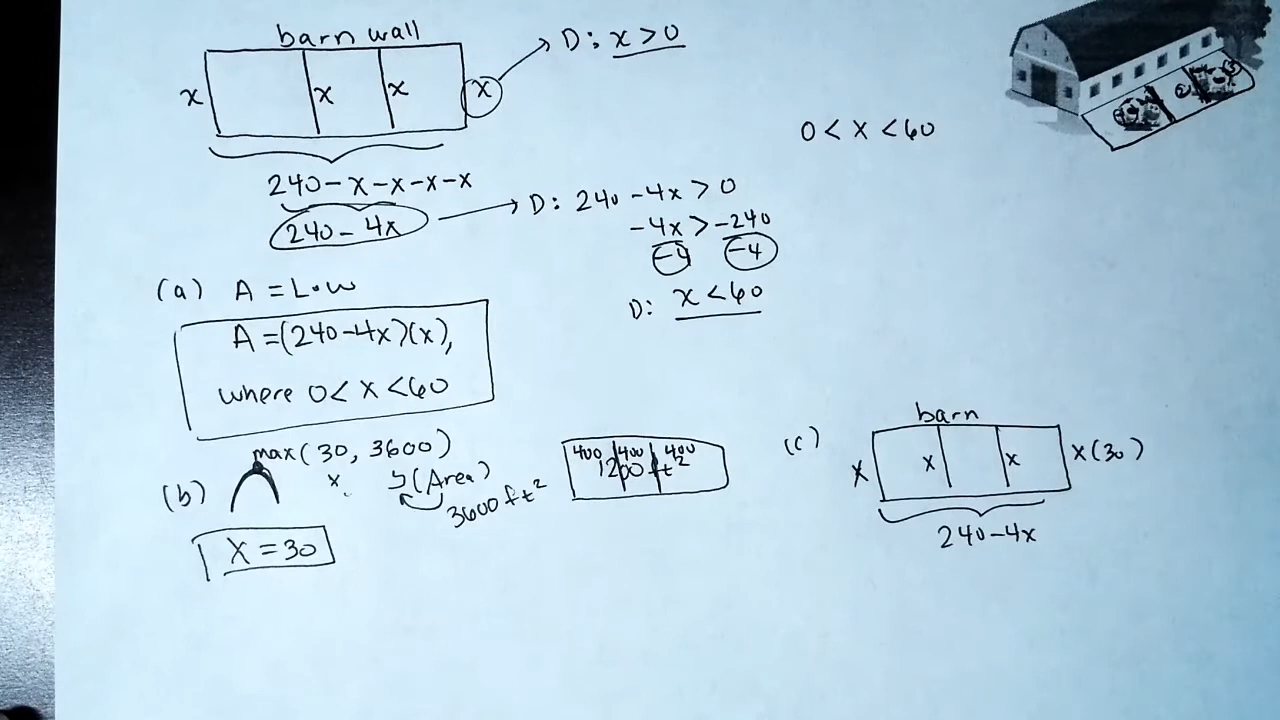 barn wall
D: x > 0
x
x
x
x
0 < x < 60
240 - x - x - x - x
240 - 4x
D: 240 - 4x > 0
-4x > -240
-4 -4
D: x < 60
(a) A = L·w
A = (240-4x)(x),
where 0 < x < 60
(b) max(30, 3600)
x y (Area)
3600 ft²
x = 30
400 400 400
1200 ft²
(c) barn
x
x
x
x (30)
240-4x